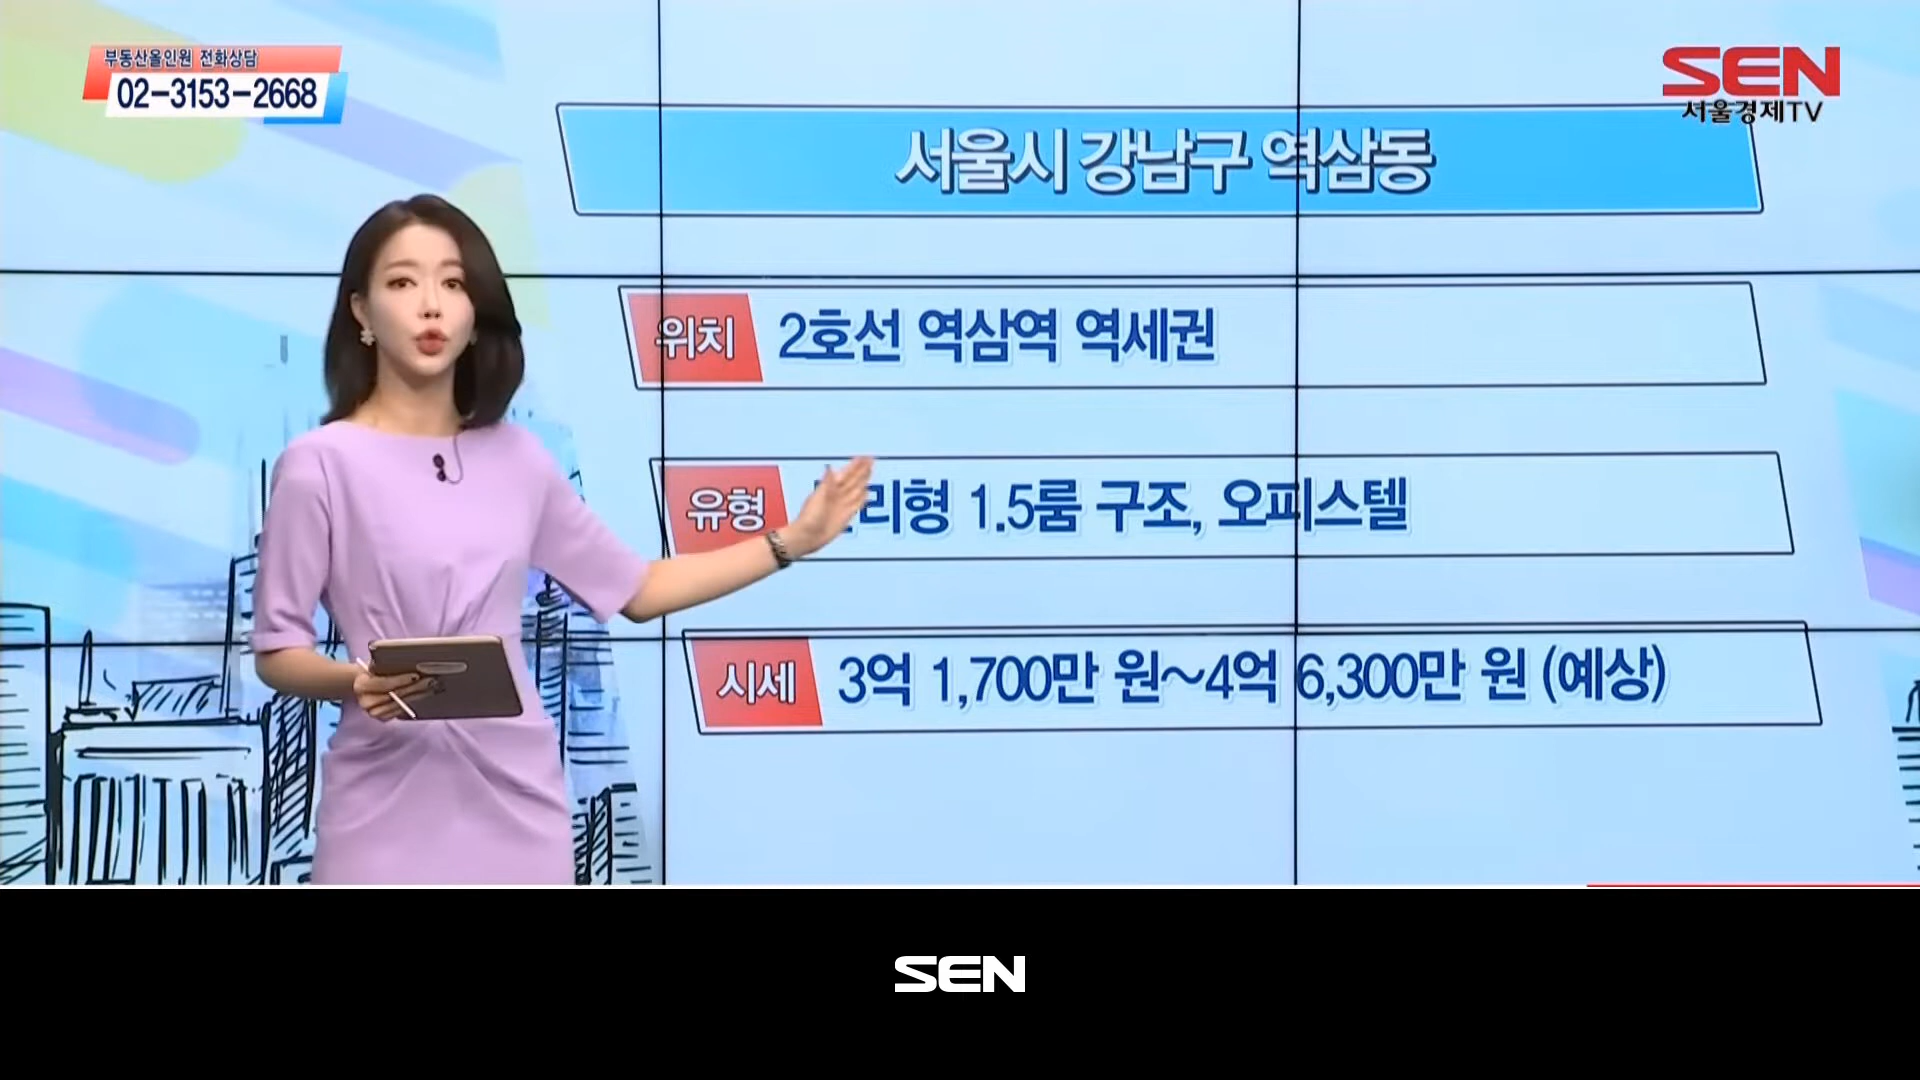 부동산올인원 전화상담
02-3153-2668
SEN
서울경제TV
서울시 강남구 역삼동
위치 2호선 역삼역 역세권
유형 리형 1.5룸 구조, 오피스텔
시세 3억 1,700만 원~4억 6,300만 원 (예상)
SEN